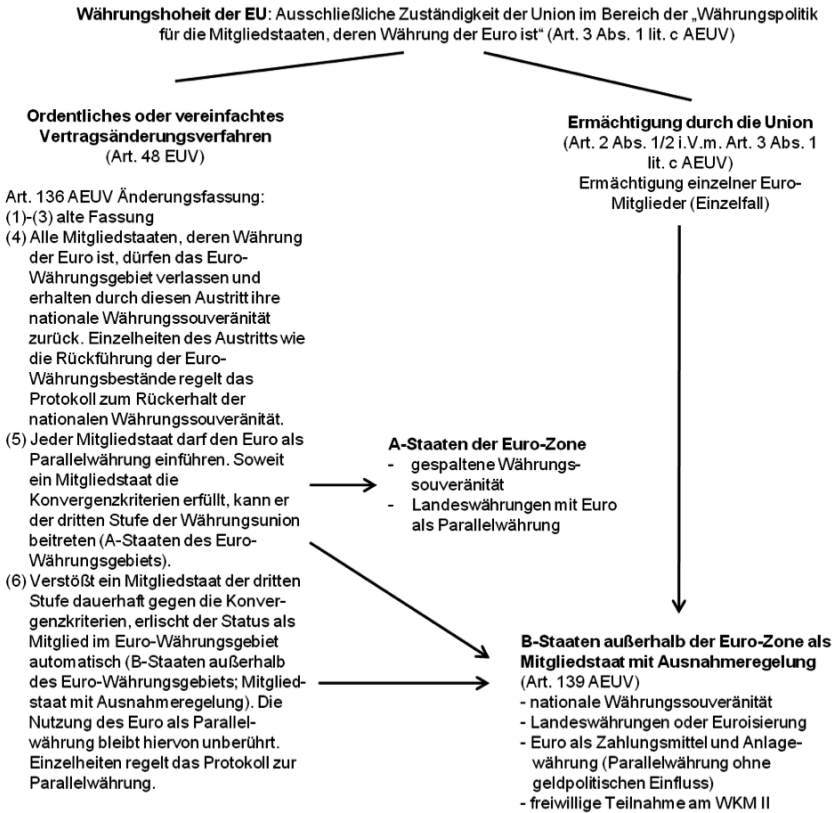 Währungshoheit der EU: Ausschließliche Zuständigkeit der Union im Bereich der „Währungspolitik
für die Mitgliedstaaten, deren Währung der Euro ist“ (Art. 3 Abs. 1 lit. c AEUV)
Ordentliches oder vereinfachtes
Vertragsänderungsverfahren
(Art. 48 EUV)
Art. 136 AEUV Änderungsfassung:
(1)-(3) alte Fassung
(4) Alle Mitgliedstaaten, deren Währung
der Euro ist, dürfen das Euro-
Währungsgebiet verlassen und
erhalten durch diesen Austritt ihre
nationale Währungssouveränität
zurück. Einzelheiten des Austritts wie
die Rückführung der Euro-
Währungsbestände regelt das
Protokoll zum Rückerhalt der
nationalen Währungssouveränität.
(5) Jeder Mitgliedstaat darf den Euro als
Parallelwährung einführen. Soweit
ein Mitgliedstaat die
Konvergenzkriterien erfüllt, kann er
der dritten Stufe der Währungsunion
beitreten (A-Staaten des Euro-
Währungsgebiets).
(6) Verstößt ein Mitgliedstaat der dritten
Stufe dauerhaft gegen die Konver-
genzkriterien, erlischt der Status als
Mitglied im Euro-Währungsgebiet
automatisch (B-Staaten außerhalb
des Euro-Währungsgebiets; Mitglied-
staat mit Ausnahmeregelung). Die
Nutzung des Euro als Parallel-
währung bleibt hiervon unberührt.
Einzelheiten regelt das Protokoll zur
Parallelwährung.
A-Staaten der Euro-Zone
- gespaltene Währungs-
souveränität
- Landeswährungen mit Euro
als Parallelwährung
Ermächtigung durch die Union
(Art. 2 Abs. 1/2 i.V.m. Art. 3 Abs. 1
lit. c AEUV)
Ermächtigung einzelner Euro-
Mitglieder (Einzelfall)
B-Staaten außerhalb der Euro-Zone als
Mitgliedstaat mit Ausnahmeregelung
(Art. 139 AEUV)
- nationale Währungssouveränität
- Landeswährungen oder Euroisierung
- Euro als Zahlungsmittel und Anlage-
währung (Parallelwährung ohne
geldpolitischen Einfluss)
- freiwillige Teilnahme am WKM II